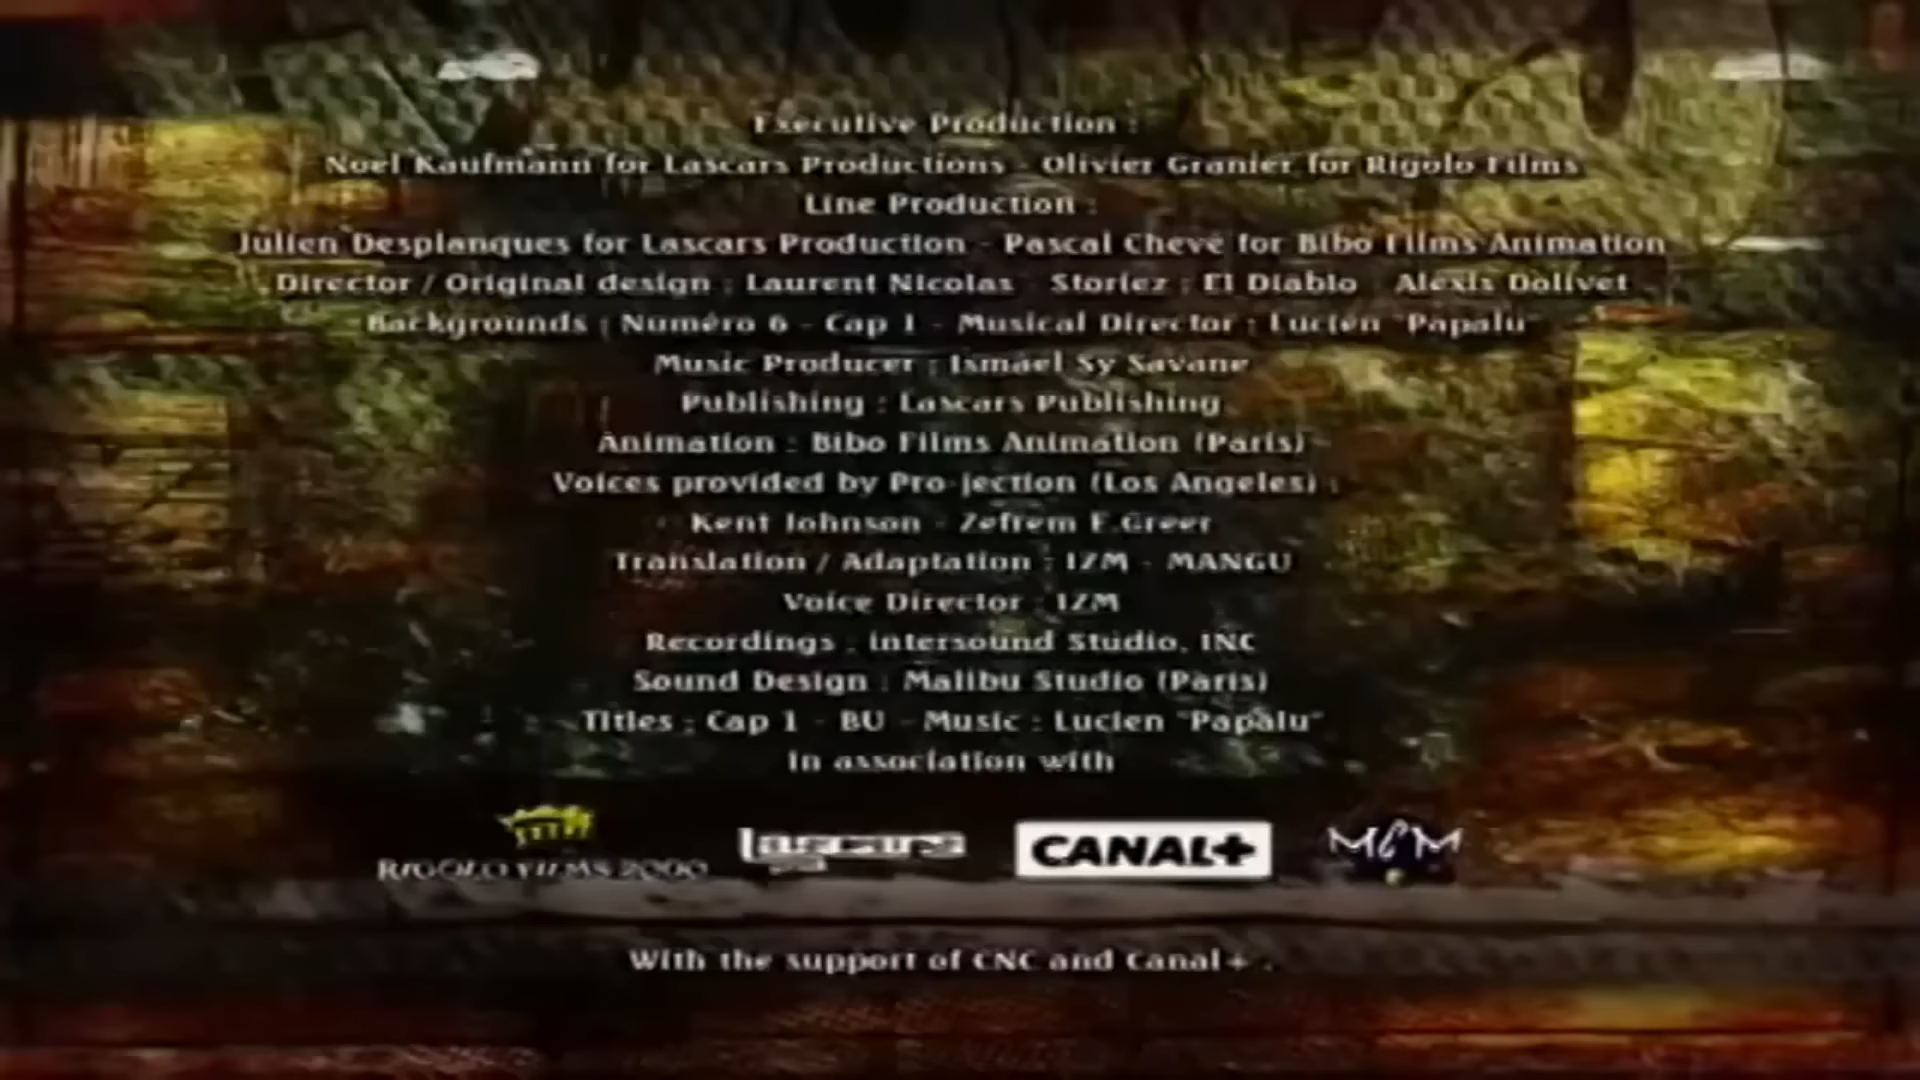 Executive Production :
Noel Kaufmann for Lascars Productions - Olivier Granier for Rigolo Films
Line Production :
Julien Desplanques for Lascars Production - Pascal Chevé for Bibo Films Animation
Director / Original design : Laurent Nicolas - Storiez : El Diablo - Alexis Dolivet
Backgrounds : Numéro 6 - Cap 1 - Musical Director : Lucien "Papalu"
Music Producer : Ismael Sy Savane
Publishing : Lascars Publishing
Animation : Bibo Films Animation (Paris)
Voices provided by Pro-jection (Los Angeles) :
Kent Johnson - Zefrem F.Greer
Translation / Adaptation : IZM - MANGU
Voice Director : IZM
Recordings : Intersound Studio, INC
Sound Design : Malibu Studio (Paris)
Titles : Cap 1 - BU - Music : Lucien "Papalu"
In association with
RIGOLO FILMS 2000 Lascars CANAL+ MCM
With the support of CNC and Canal+ .